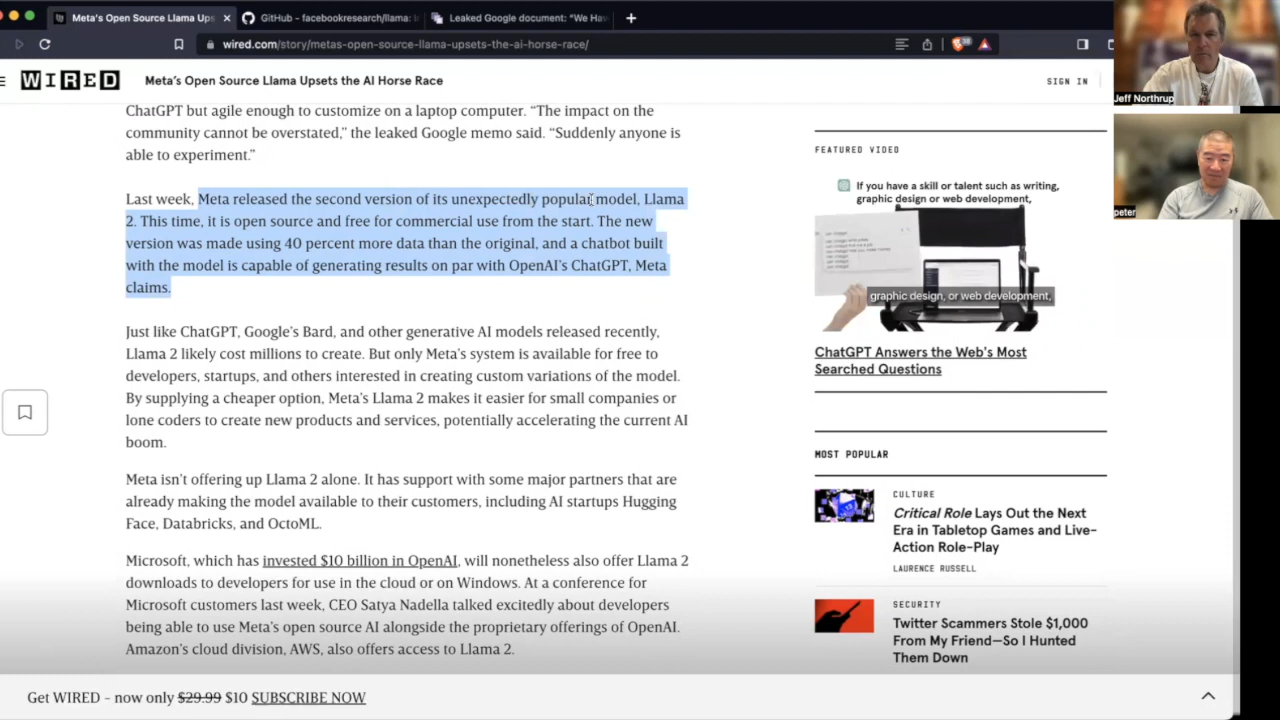 Meta's Open Source Llama Ups
GitHub - facebookresearch/llama: I
Leaked Google document: “We Hav
wired.com/story/metas-open-source-llama-upsets-the-ai-horse-race/
WIRED
Meta's Open Source Llama Upsets the AI Horse Race
SIGN IN
Jeff Northrup
peter
ChatGPT but agile enough to customize on a laptop computer. “The impact on the
community cannot be overstated,” the leaked Google memo said. “Suddenly anyone is
able to experiment.”
Last week, Meta released the second version of its unexpectedly popular model, Llama
2. This time, it is open source and free for commercial use from the start. The new
version was made using 40 percent more data than the original, and a chatbot built
with the model is capable of generating results on par with OpenAI's ChatGPT, Meta
claims.
Just like ChatGPT, Google's Bard, and other generative AI models released recently,
Llama 2 likely cost millions to create. But only Meta's system is available for free to
developers, startups, and others interested in creating custom variations of the model.
By supplying a cheaper option, Meta's Llama 2 makes it easier for small companies or
lone coders to create new products and services, potentially accelerating the current AI
boom.
Meta isn't offering up Llama 2 alone. It has support with some major partners that are
already making the model available to their customers, including AI startups Hugging
Face, Databricks, and OctoML.
Microsoft, which has invested $10 billion in OpenAI, will nonetheless also offer Llama 2
downloads to developers for use in the cloud or on Windows. At a conference for
Microsoft customers last week, CEO Satya Nadella talked excitedly about developers
being able to use Meta's open source AI alongside the proprietary offerings of OpenAI.
Amazon's cloud division, AWS, also offers access to Llama 2.
FEATURED VIDEO
If you have a skill or talent such as writing,
graphic design or web development,
graphic design, or web development,
ChatGPT Answers the Web's Most
Searched Questions
MOST POPULAR
CULTURE
Critical Role Lays Out the Next
Era in Tabletop Games and Live-
Action Role-Play
LAURENCE RUSSELL
SECURITY
Twitter Scammers Stole $1,000
From My Friend—So I Hunted
Them Down
Get WIRED - now only $29.99 $10 SUBSCRIBE NOW